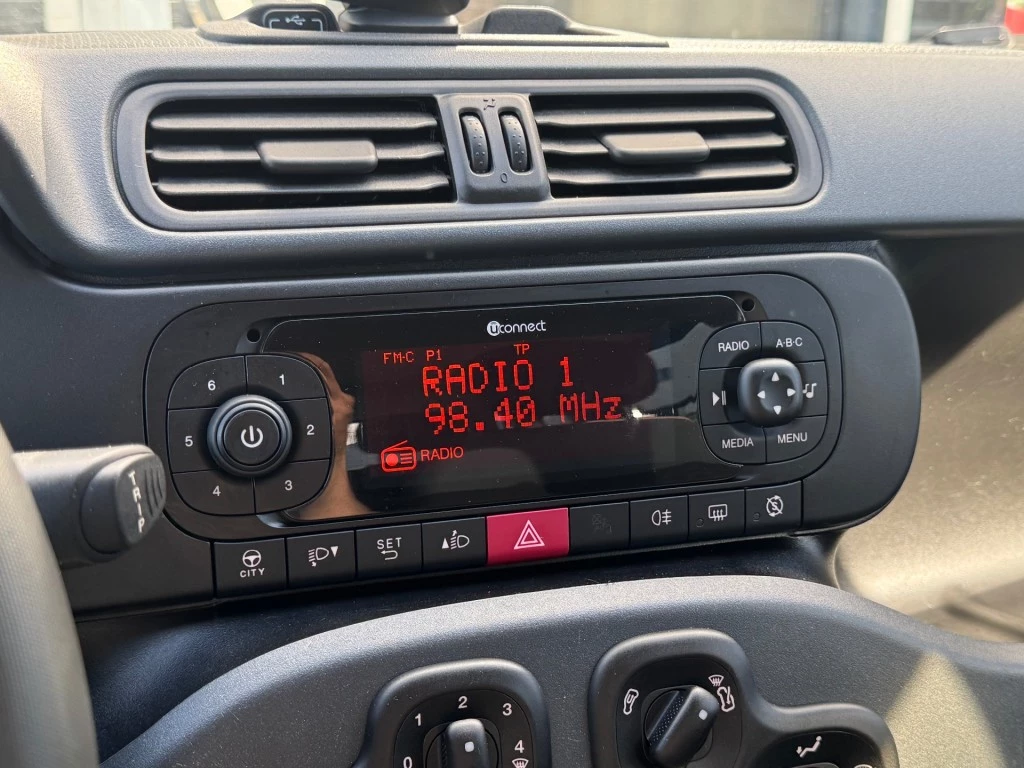 uconnect
FM-C P1 TP
RADIO 1
98.40 MHz
RADIO
6 1
5 2
4 3
RADIO A·B·C
MEDIA MENU
TRIP
CITY
SET
0 1 2 3 4
0